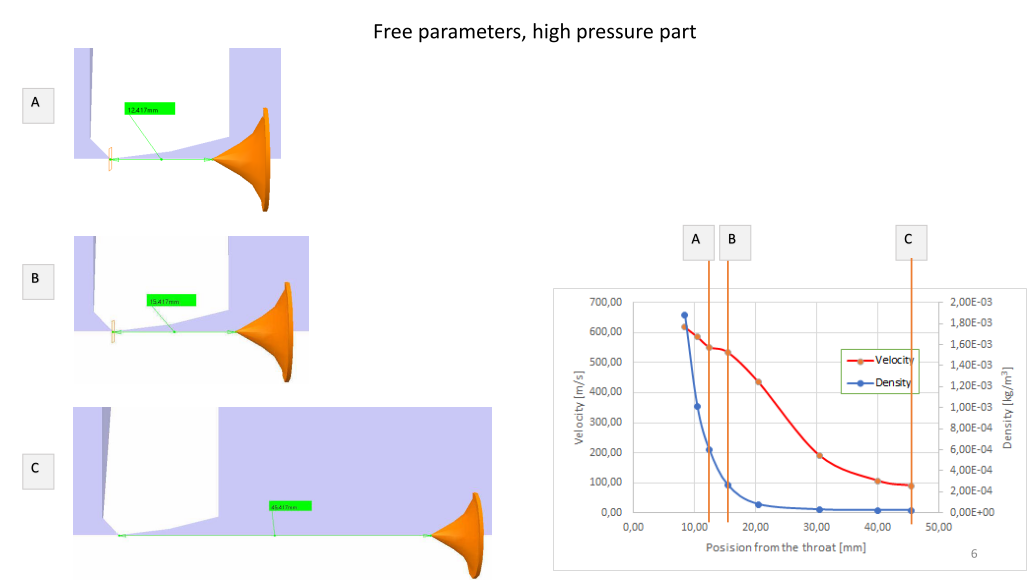 Free parameters, high pressure part
A
12.417mm
B
15.417mm
C
45.417mm
A B C
700,00
600,00
500,00
400,00
300,00
200,00
100,00
0,00
Velocity [m/s]
2,00E-03
1,80E-03
1,60E-03
1,40E-03
1,20E-03
1,00E-03
8,00E-04
6,00E-04
4,00E-04
2,00E-04
0,00E+00
Density [kg/m³]
Velocity
Density
0,00 10,00 20,00 30,00 40,00 50,00
Posision from the throat [mm]
6